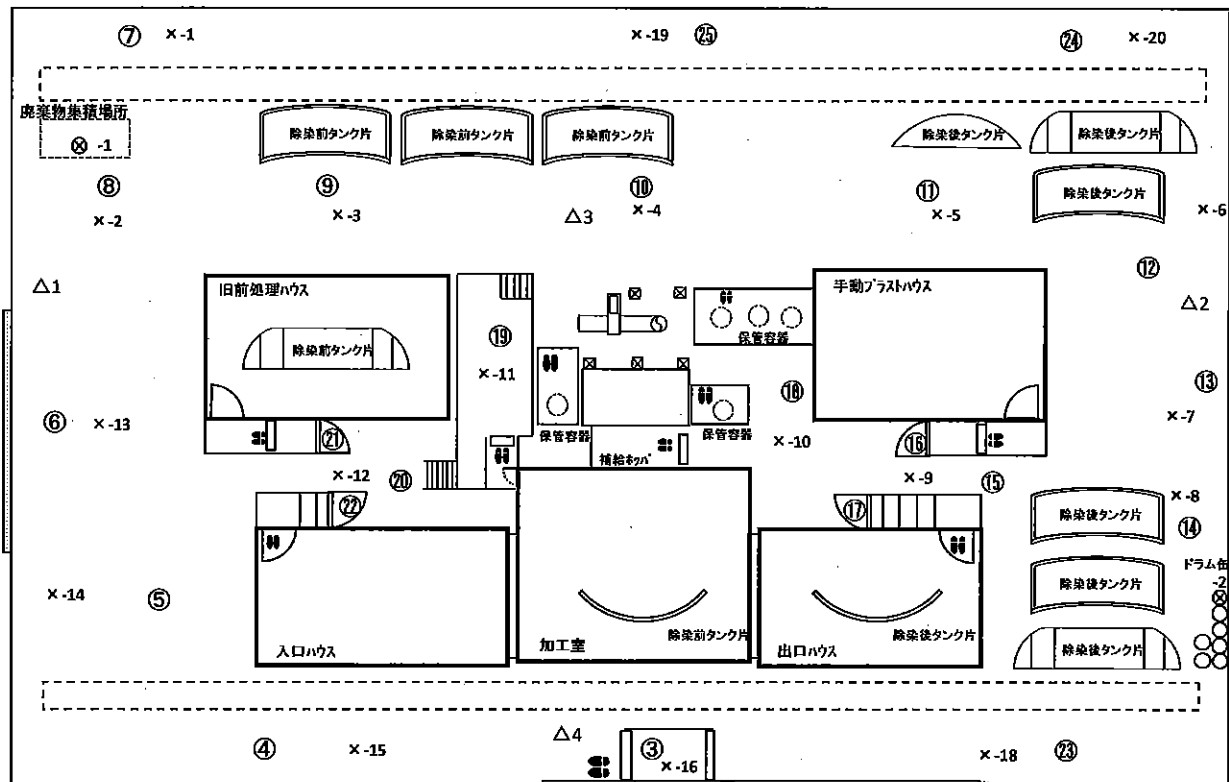 ⑦ ×-1 ×-19 ㉕ ㉔ ×-20
廃棄物集積場所
⊗ -1
除染前タンク片
除染前タンク片
除染前タンク片
除染後タンク片
除染後タンク片
⑧ ⑨ ⑩ ⑪
除染後タンク片
×-2 ×-3 △3 ×-4 ×-5 ×-6
⑫
△1 旧前処理ハウス 手動ブラストハウス △2
⑲ 保管容器
除染前タンク片
×-11 ⑬
⑱
⑥ ×-13 ×-7
㉑ 保管容器 保管容器 ×-10 ⑯
補給ホッパ
×-12 ⑳ ×-9 ⑮
㉒ ⑰ 除染後タンク片 ×-8
⑭
ドラム缶
-2
除染後タンク片
×-14 ⑤
除染前タンク片 除染後タンク片
入口ハウス 加工室 出口ハウス 除染後タンク片
④ ×-15 △4 ③ ×-16 ×-18 ㉓